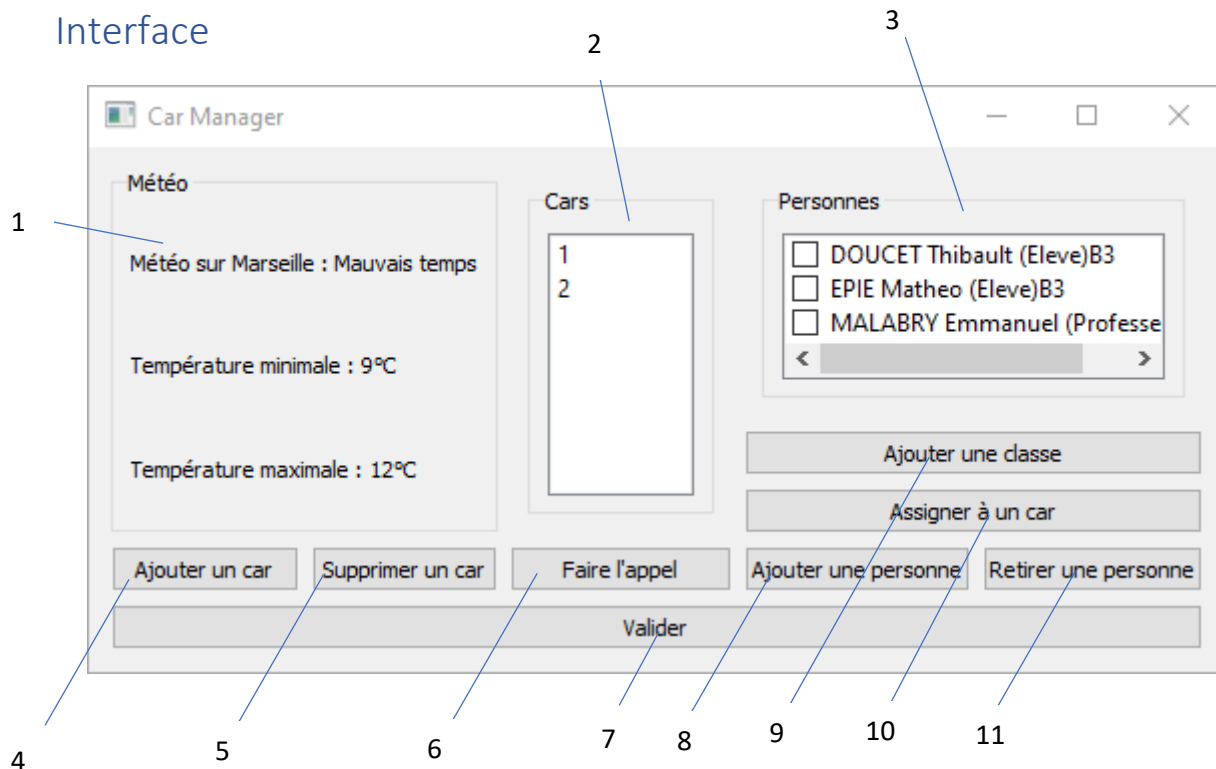 Interface
2
3
Car Manager
1
Météo
Météo sur Marseille : Mauvais temps
Température minimale : 9°C
Température maximale : 12°C
Cars
1
2
Personnes
DOUCET Thibault (Eleve)B3
EPIE Matheo (Eleve)B3
MALABRY Emmanuel (Professe
Ajouter une classe
Assigner à un car
Ajouter un car
Supprimer un car
Faire l'appel
Ajouter une personne
Retirer une personne
Valider
4
5
6
7
8
9
10
11